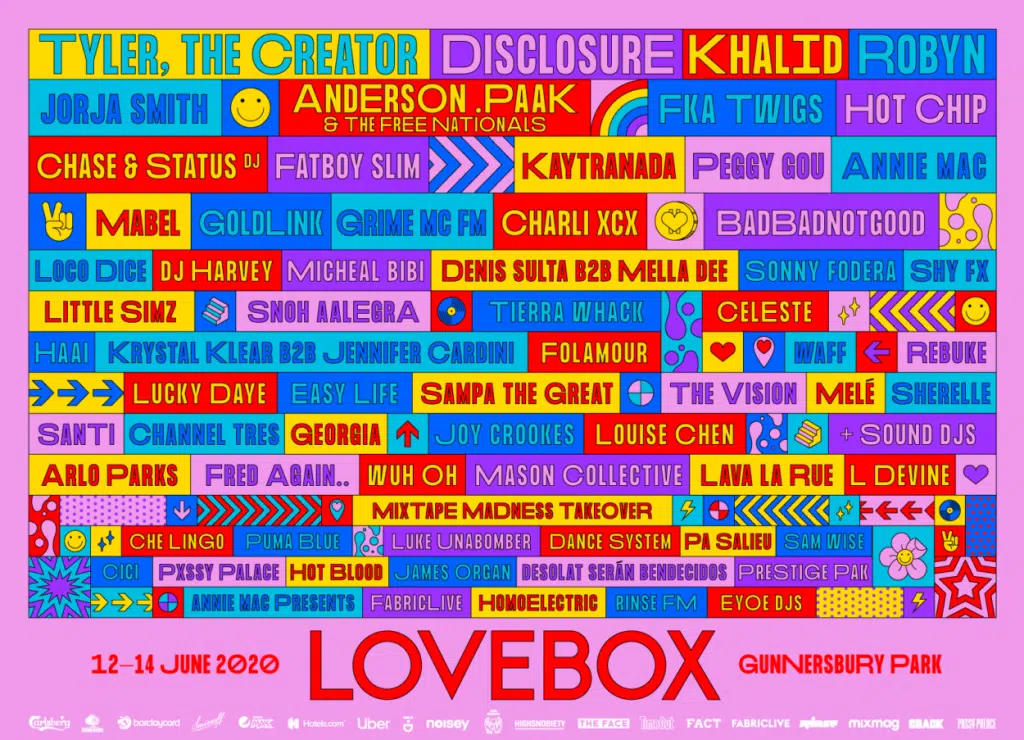 TYLER, THE CREATOR DISCLOSURE KHALID ROBYN
JORJA SMITH ANDERSON .PAAK & THE FREE NATIONALS FKA TWIGS HOT CHIP
CHASE & STATUS DJ FATBOY SLIM KAYTRANADA PEGGY GOU ANNIE MAC
MABEL GOLDLINK GRIME MC FM CHARLI XCX BADBADNOTGOOD
LOCO DICE DJ HARVEY MICHEAL BIBI DENIS SULTA B2B MELLA DEE SONNY FODERA SHY FX
LITTLE SIMZ SNOH AALEGRA TIERRA WHACK CELESTE
HAAI KRYSTAL KLEAR B2B JENNIFER CARDINI FOLAMOUR WAFF REBUKE
LUCKY DAYE EASY LIFE SAMPA THE GREAT THE VISION MELÉ SHERELLE
SANTI CHANNEL TRES GEORGIA JOY CROOKES LOUISE CHEN + SOUND DJS
ARLO PARKS FRED AGAIN.. WUH OH MASON COLLECTIVE LAVA LA RUE L DEVINE
MIXTAPE MADNESS TAKEOVER
CHE LINGO PUMA BLUE LUKE UNABOMBER DANCE SYSTEM PA SALIEU SAM WISE
CICI PXSSY PALACE HOT BLOOD JAMES ORGAN DESOLAT SERÁN BENDECIDOS PRESTIGE PAK
ANNIE MAC PRESENTS FABRICLIVE HOMOELECTRIC RINSE FM EYOE DJS
12–14 JUNE 2020 LOVEBOX GUNNERSBURY PARK
Carlsberg barclaycard Smirnoff Hotels.com Uber noisey HIGHSNOBIETY THE FACE TimeOut FACT FABRICLIVE mixmag CRACK PXSSY PALACE